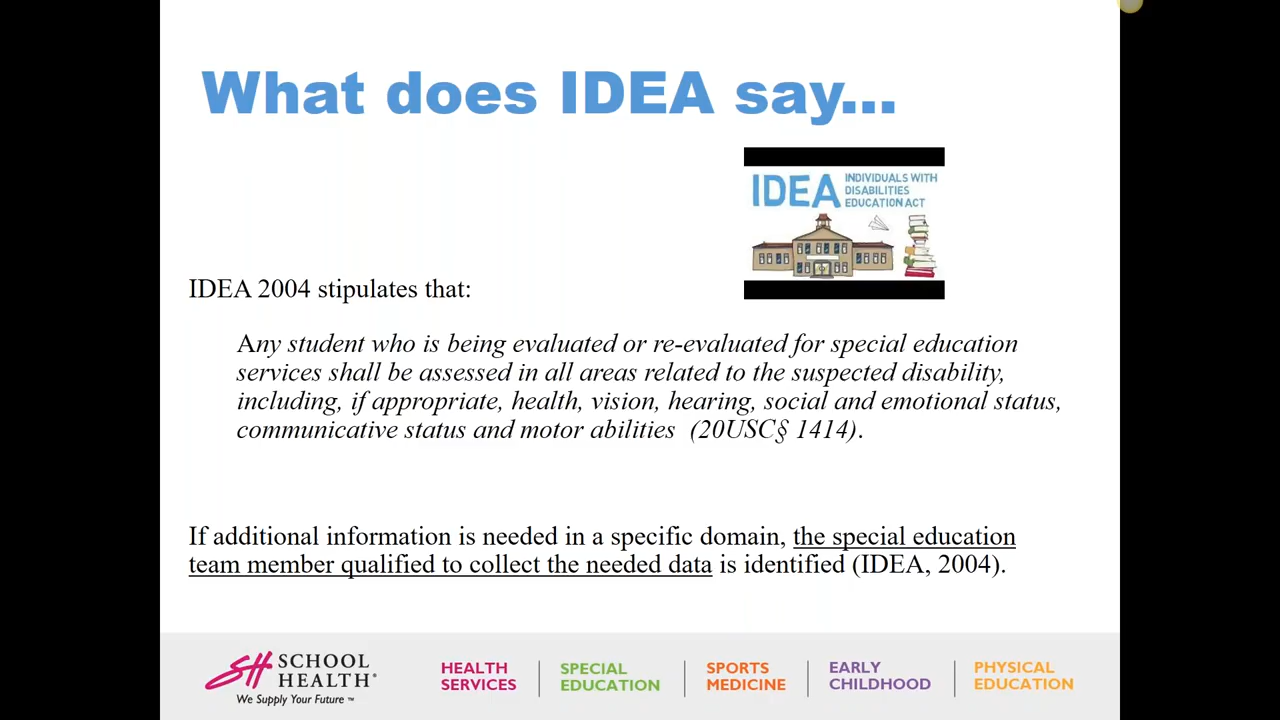 What does IDEA say...
IDEA INDIVIDUALS WITH
DISABILITIES
EDUCATION ACT
IDEA 2004 stipulates that:
Any student who is being evaluated or re-evaluated for special education
services shall be assessed in all areas related to the suspected disability,
including, if appropriate, health, vision, hearing, social and emotional status,
communicative status and motor abilities (20USC§ 1414).
If additional information is needed in a specific domain, the special education
team member qualified to collect the needed data is identified (IDEA, 2004).
SH SCHOOL
HEALTH®
We Supply Your Future ™
HEALTH
SERVICES
SPECIAL
EDUCATION
SPORTS
MEDICINE
EARLY
CHILDHOOD
PHYSICAL
EDUCATION